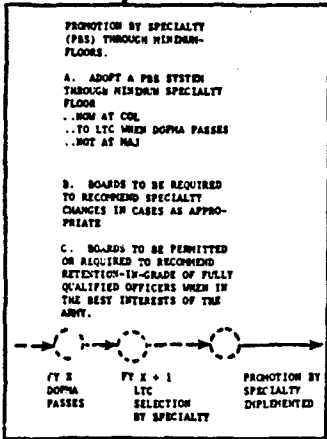 PROMOTION BY SPECIALTY
(PBS) THROUGH MINIMUM-
FLOORS.
A. ADOPT A PBS SYSTEM
THROUGH MINIMUM SPECIALTY
FLOOR
..NOW AT COL
..TO LTC WHEN DOPMA PASSES
..NOT AT MAJ
B. BOARDS TO BE REQUIRED
TO RECOMMEND SPECIALTY
CHANGES IN CASES AS APPRO-
PRIATE
C. BOARDS TO BE PERMITTED
OR REQUIRED TO RECOMMEND
RETENTION-IN-GRADE OF FULLY
QUALIFIED OFFICERS WHEN IN
THE BEST INTERESTS OF THE
ARMY.
FY X FY X + 1 PROMOTION BY
DOPMA LTC SPECIALTY
PASSES SELECTION IMPLEMENTED
BY SPECIALTY